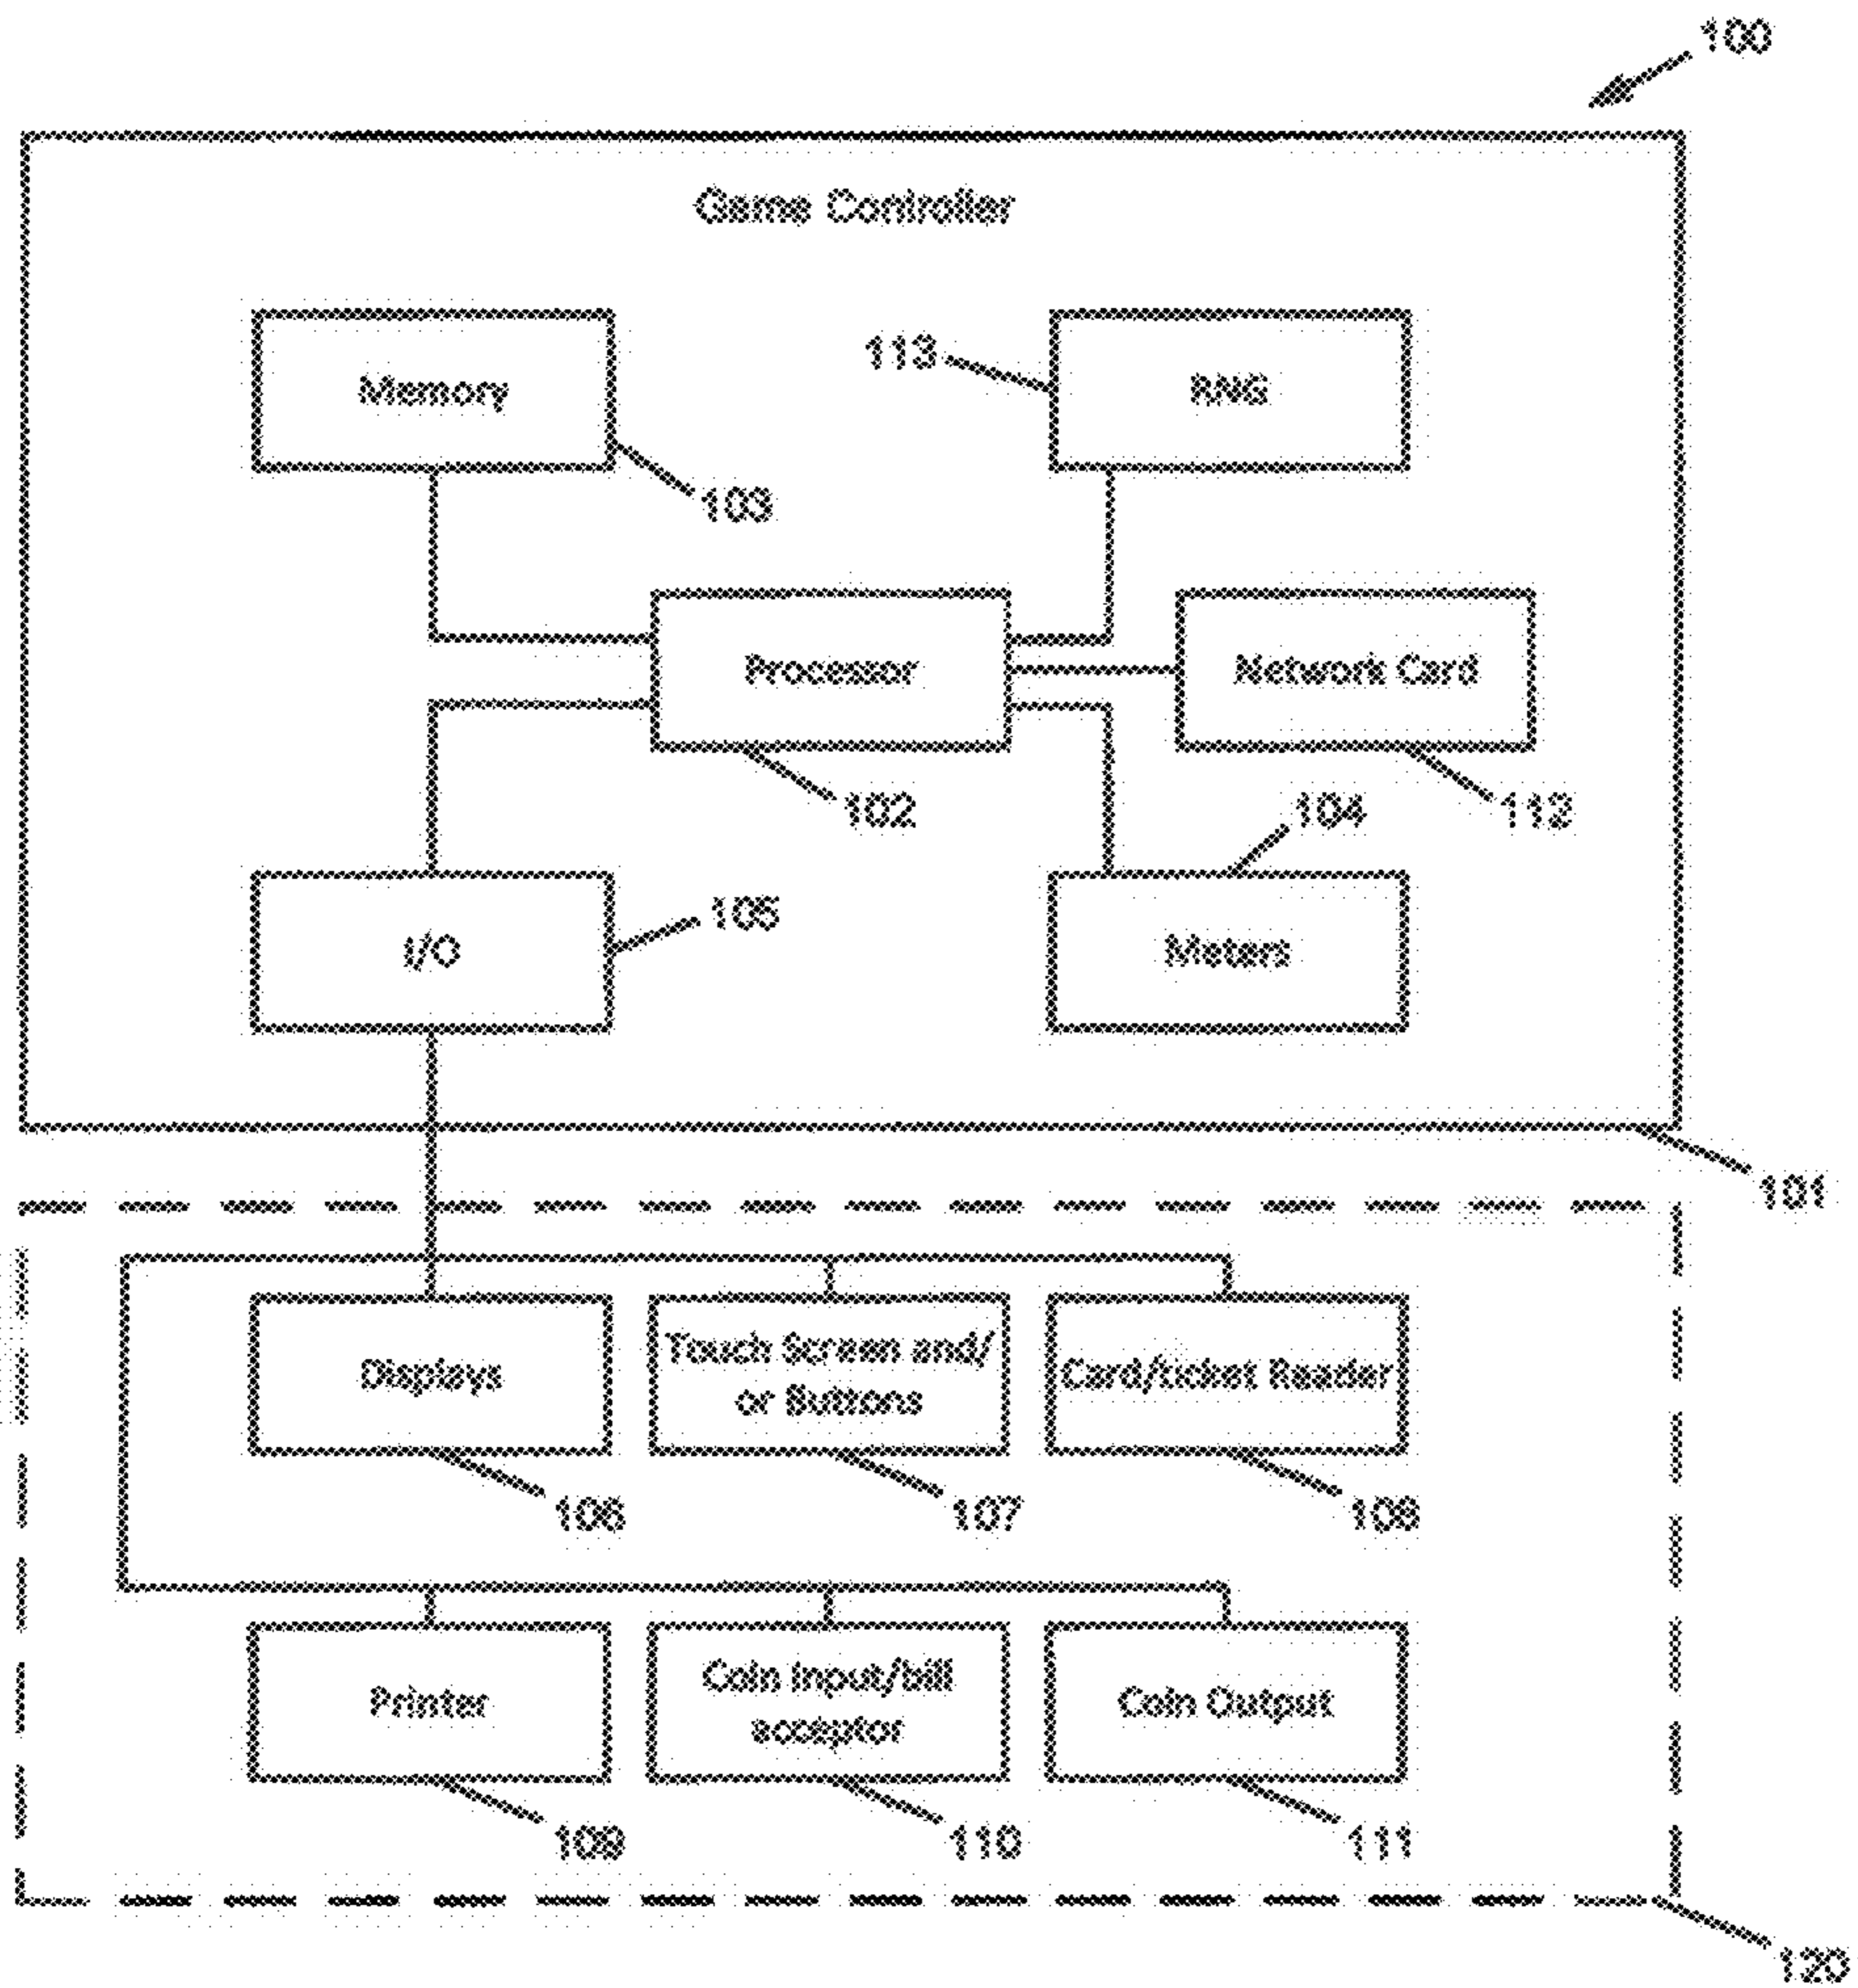 100
Game Controller
Memory
113
RNG
103
Processor
Network Card
102
104
112
I/O
105
Meters
101
Displays
Touch Screen and/
or Buttons
Card/ticket Reader
106
107
108
Printer
Coin Input/bill
acceptor
Coin Output
109
110
111
120